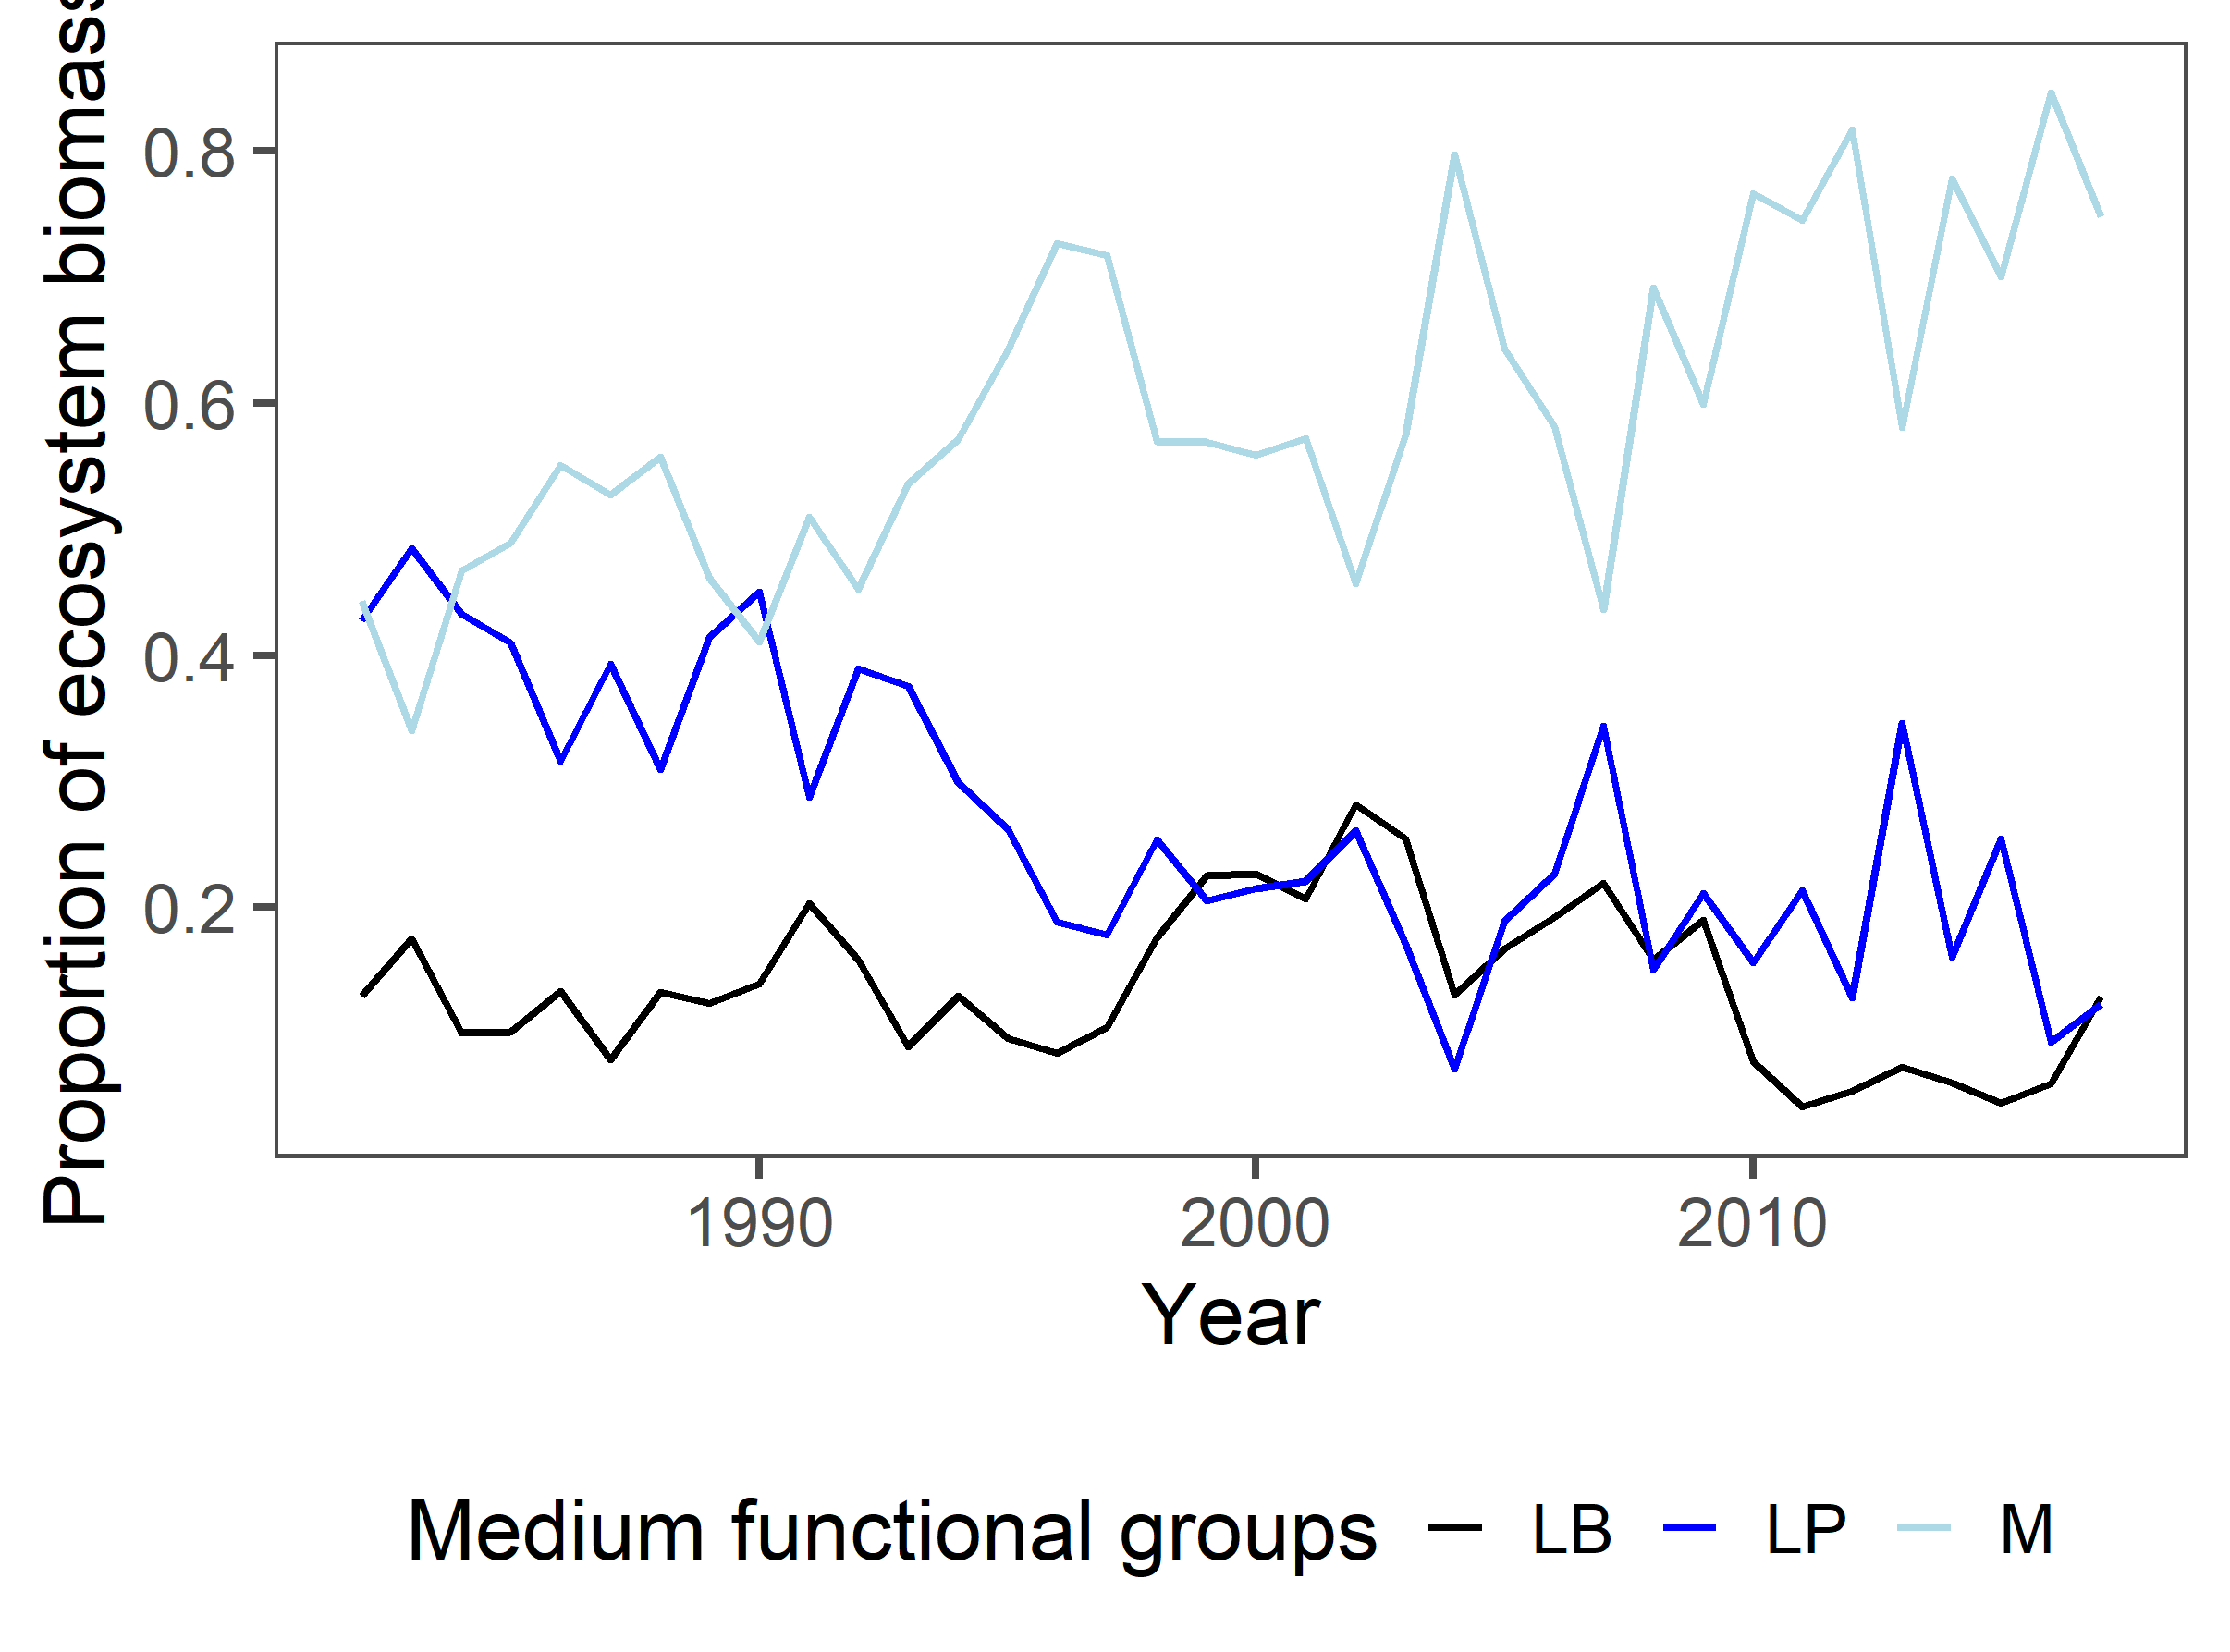 Proportion of ecosystem biomass
0.8
0.6
0.4
0.2
1990 2000 2010
Year
Medium functional groups LB LP M